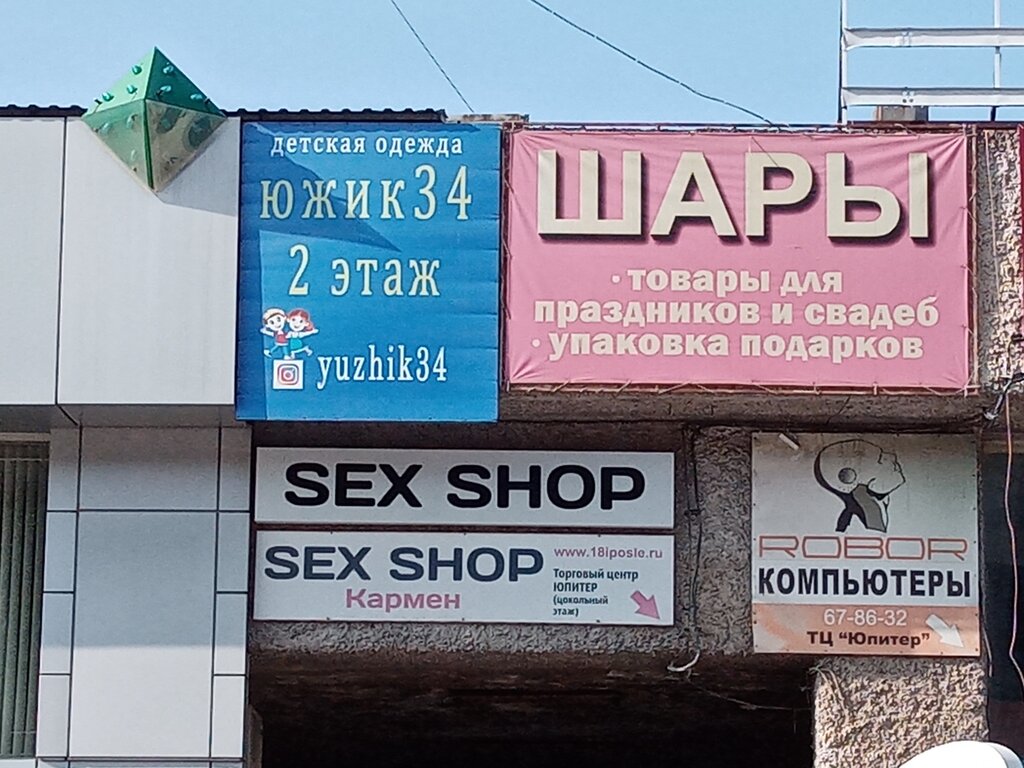 детская одежда
южик34
2 этаж
yuzhik34
ШАРЫ
· товары для
праздников и свадеб
· упаковка подарков
SEX SHOP
SEX SHOP
Кармен
www.18iposle.ru
Торговый центр
ЮПИТЕР
(цокольный
этаж)
ROBOR
КОМПЬЮТЕРЫ
67-86-32
ТЦ "Юпитер"